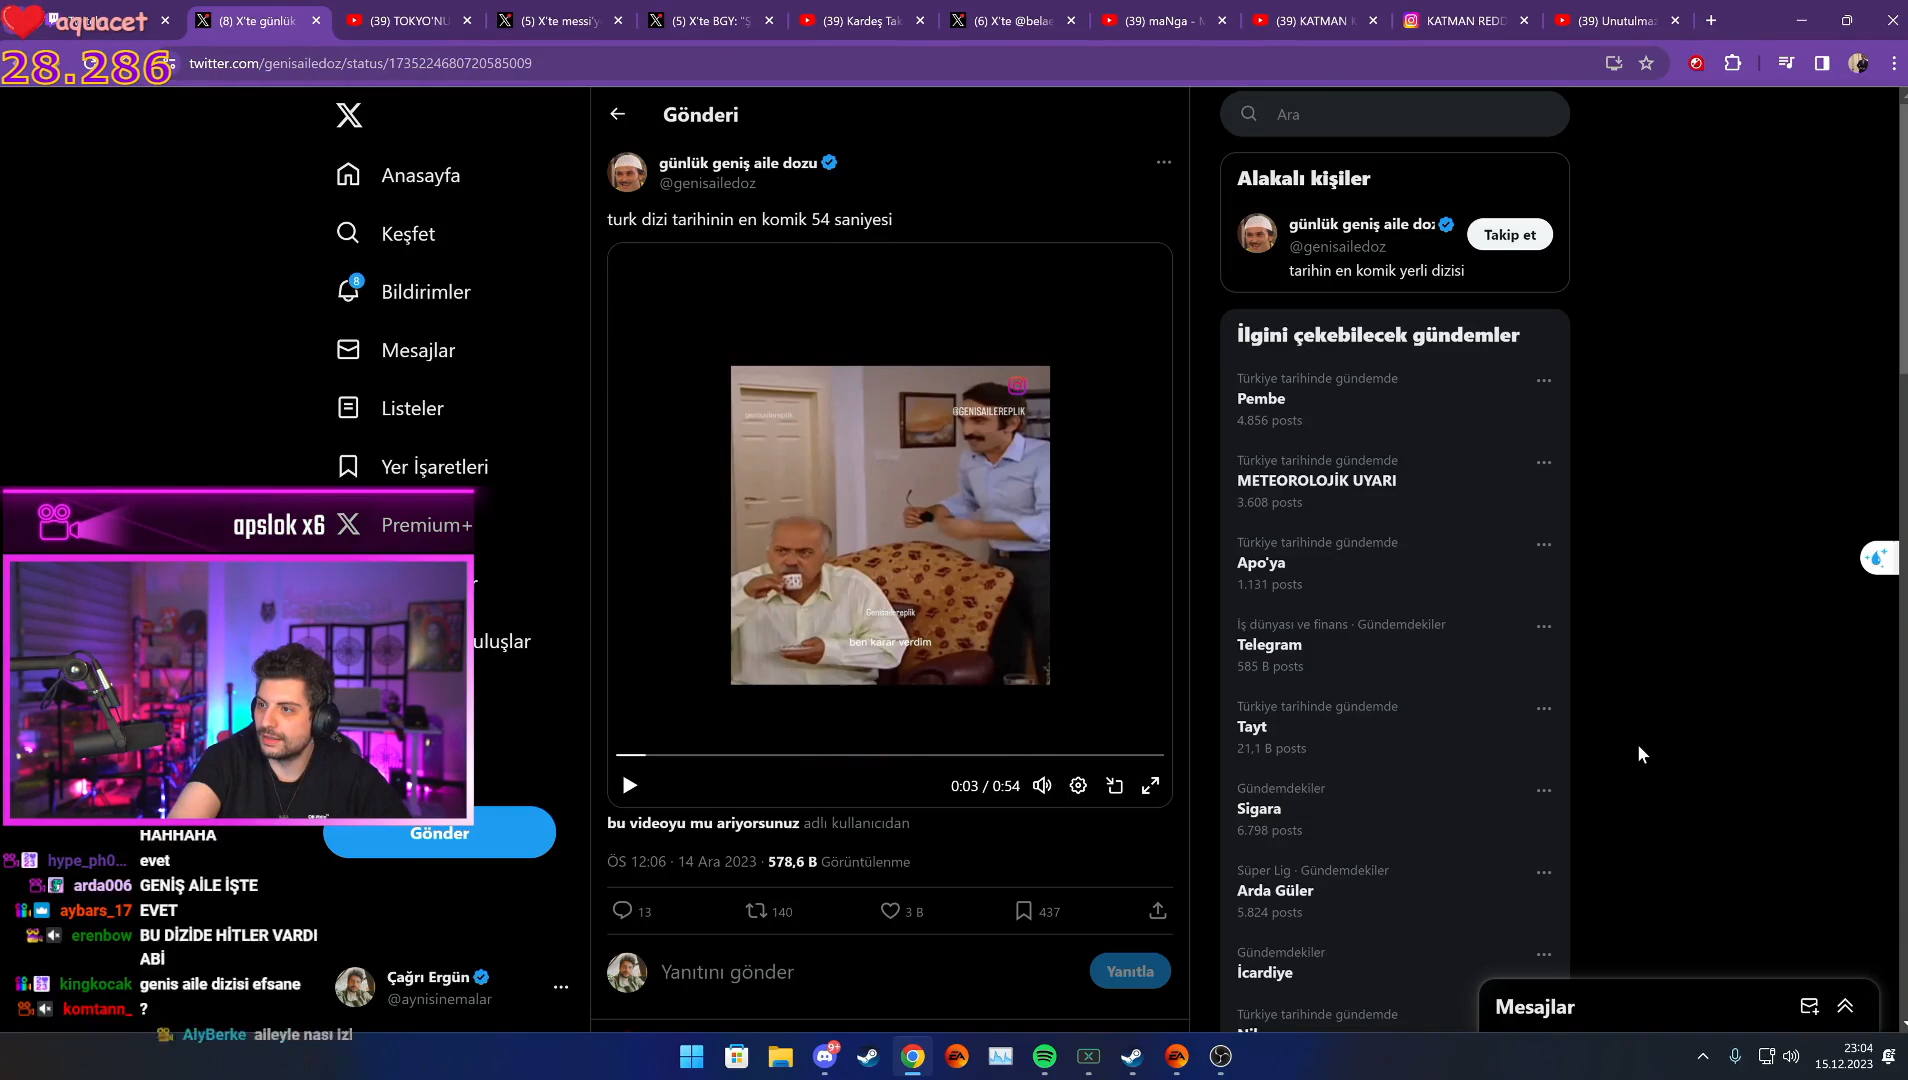 aquacet
28.286
(8) X'te günlük
(39) TOKYO'NU
(5) X'te messi'y
(5) X'te BGY: "Ş
(39) Kardeş Tak
(6) X'te @belae
(39) maNga - M
(39) KATMAN K
KATMAN REDD
(39) Unutulmaz
twitter.com/genisailedoz/status/1735224680720585009
Anasayfa
Keşfet
Bildirimler
8
Mesajlar
Listeler
Yer İşaretleri
apslok x6
Premium+
uluşlar
Gönder
HAHHAHA
hype_ph0... evet
arda006 GENİŞ AİLE İŞTE
aybars_17 EVET
erenbow BU DİZİDE HİTLER VARDI
ABİ
kingkocak genis aile dizisi efsane
komtann_ ?
AlyBerke aileyle nası izl
Çağrı Ergün
@aynisinemalar
Gönderi
günlük geniş aile dozu
@genisailedoz
turk dizi tarihinin en komik 54 saniyesi
@GENISAILEREPLIK
genisailereplik
Genisailereplik
ben karar verdim
0:03 / 0:54
bu videoyu mu ariyorsunuz adlı kullanıcıdan
ÖS 12:06 · 14 Ara 2023 · 578,6 B Görüntülenme
13
140
3 B
437
Yanıtını gönder
Yanıtla
Ara
Alakalı kişiler
günlük geniş aile doz
@genisailedoz
Takip et
tarihin en komik yerli dizisi
İlgini çekebilecek gündemler
Türkiye tarihinde gündemde
Pembe
4.856 posts
Türkiye tarihinde gündemde
METEOROLOJİK UYARI
3.608 posts
Türkiye tarihinde gündemde
Apo'ya
1.131 posts
İş dünyası ve finans · Gündemdekiler
Telegram
585 B posts
Türkiye tarihinde gündemde
Tayt
21,1 B posts
Gündemdekiler
Sigara
6.798 posts
Süper Lig · Gündemdekiler
Arda Güler
5.824 posts
Gündemdekiler
İcardiye
Türkiye tarihinde gündemde
Mesajlar
9+
23:04
15.12.2023